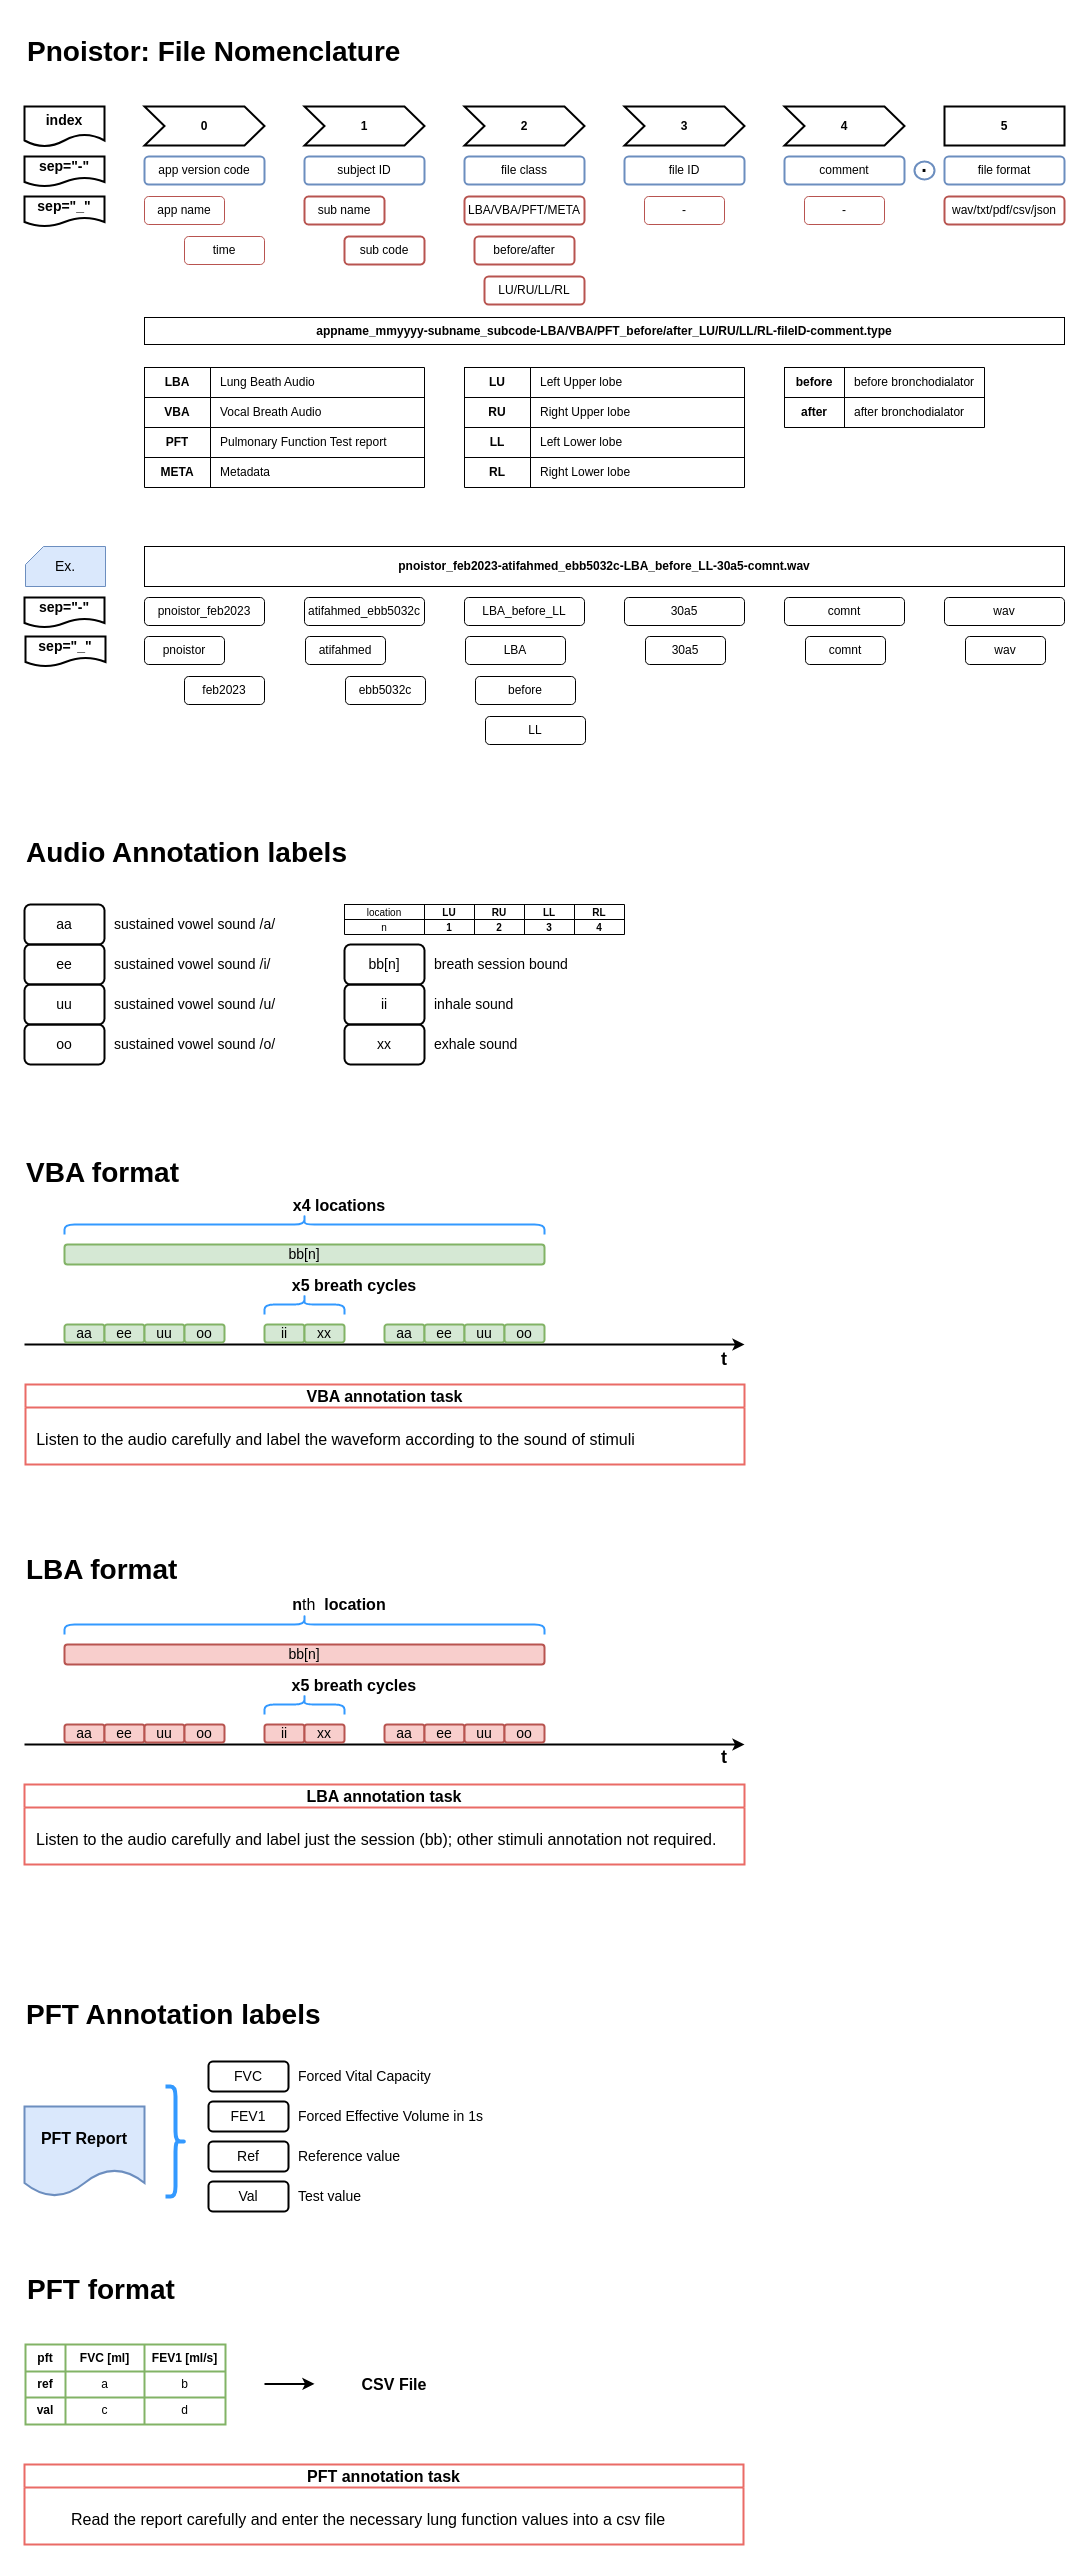 Pnoistor: File Nomenclature
index 0 1 2 3 4 5
sep="-" app version code subject ID file class file ID comment . file format
sep="_" app name sub name LBA/VBA/PFT/META - - wav/txt/pdf/csv/json
time sub code before/after
LU/RU/LL/RL
appname_mmyyyy-subname_subcode-LBA/VBA/PFT_before/after_LU/RU/LL/RL-fileID-comment.type
LBA Lung Beath Audio LU Left Upper lobe before before bronchodialator
VBA Vocal Breath Audio RU Right Upper lobe after after bronchodialator
PFT Pulmonary Function Test report LL Left Lower lobe
META Metadata RL Right Lower lobe
Ex. pnoistor_feb2023-atifahmed_ebb5032c-LBA_before_LL-30a5-comnt.wav
sep="-" pnoistor_feb2023 atifahmed_ebb5032c LBA_before_LL 30a5 comnt wav
sep="_" pnoistor atifahmed LBA 30a5 comnt wav
feb2023 ebb5032c before
LL
Audio Annotation labels
location LU RU LL RL
n 1 2 3 4
aa sustained vowel sound /a/
ee sustained vowel sound /i/ bb[n] breath session bound
uu sustained vowel sound /u/ ii inhale sound
oo sustained vowel sound /o/ xx exhale sound
VBA format
x4 locations
bb[n]
x5 breath cycles
aa ee uu oo ii xx aa ee uu oo
t
VBA annotation task
Listen to the audio carefully and label the waveform according to the sound of stimuli
LBA format
nth location
bb[n]
x5 breath cycles
aa ee uu oo ii xx aa ee uu oo
t
LBA annotation task
Listen to the audio carefully and label just the session (bb); other stimuli annotation not required.
PFT Annotation labels
PFT Report
FVC Forced Vital Capacity
FEV1 Forced Effective Volume in 1s
Ref Reference value
Val Test value
PFT format
pft FVC [ml] FEV1 [ml/s]
ref a b CSV File
val c d
PFT annotation task
Read the report carefully and enter the necessary lung function values into a csv file